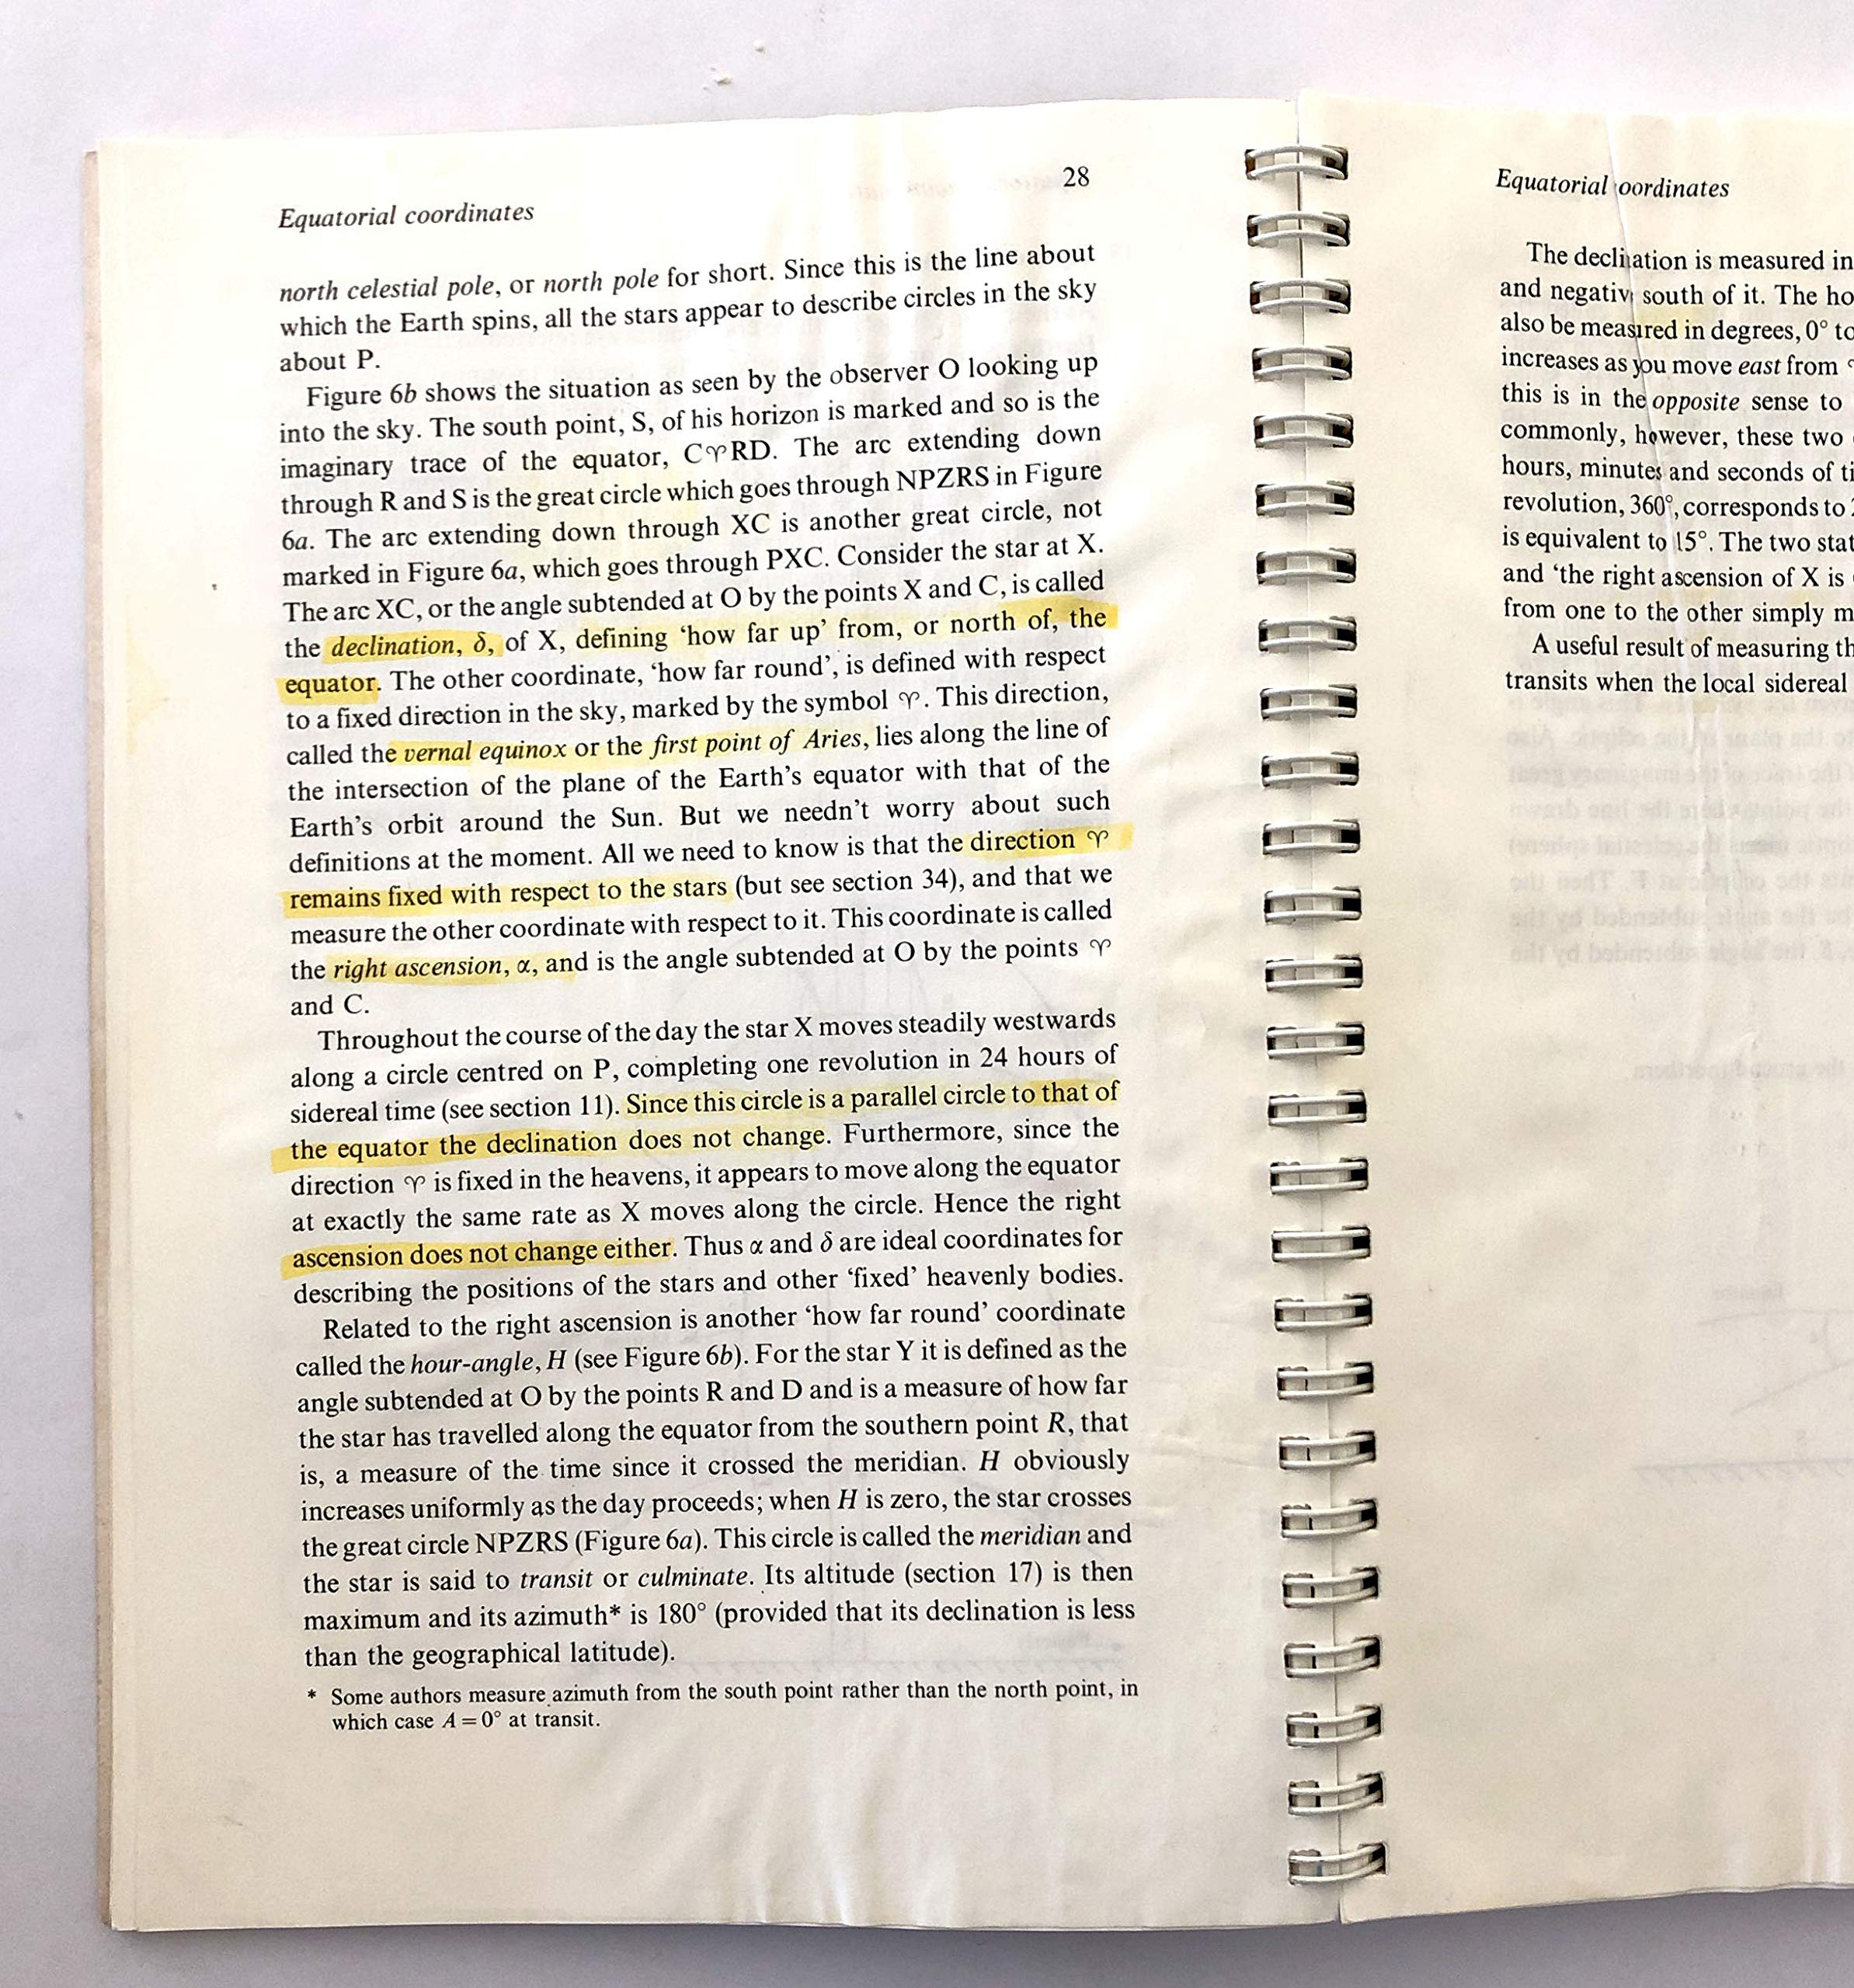 28
Equatorial coordinates
north celestial pole, or north pole for short. Since this is the line about
which the Earth spins, all the stars appear to describe circles in the sky
about P.
Figure 6b shows the situation as seen by the observer O looking up
into the sky. The south point, S, of his horizon is marked and so is the
imaginary trace of the equator, C♈RD. The arc extending down
through R and S is the great circle which goes through NPZRS in Figure
6a. The arc extending down through XC is another great circle, not
marked in Figure 6a, which goes through PXC. Consider the star at X.
The arc XC, or the angle subtended at O by the points X and C, is called
the declination, δ, of X, defining ‘how far up’ from, or north of, the
equator. The other coordinate, ‘how far round’, is defined with respect
to a fixed direction in the sky, marked by the symbol ♈. This direction,
called the vernal equinox or the first point of Aries, lies along the line of
the intersection of the plane of the Earth’s equator with that of the
Earth’s orbit around the Sun. But we needn’t worry about such
definitions at the moment. All we need to know is that the direction ♈
remains fixed with respect to the stars (but see section 34), and that we
measure the other coordinate with respect to it. This coordinate is called
the right ascension, α, and is the angle subtended at O by the points ♈
and C.
Throughout the course of the day the star X moves steadily westwards
along a circle centred on P, completing one revolution in 24 hours of
sidereal time (see section 11). Since this circle is a parallel circle to that of
the equator the declination does not change. Furthermore, since the
direction ♈ is fixed in the heavens, it appears to move along the equator
at exactly the same rate as X moves along the circle. Hence the right
ascension does not change either. Thus α and δ are ideal coordinates for
describing the positions of the stars and other ‘fixed’ heavenly bodies.
Related to the right ascension is another ‘how far round’ coordinate
called the hour-angle, H (see Figure 6b). For the star Y it is defined as the
angle subtended at O by the points R and D and is a measure of how far
the star has travelled along the equator from the southern point R, that
is, a measure of the time since it crossed the meridian. H obviously
increases uniformly as the day proceeds; when H is zero, the star crosses
the great circle NPZRS (Figure 6a). This circle is called the meridian and
the star is said to transit or culminate. Its altitude (section 17) is then
maximum and its azimuth* is 180° (provided that its declination is less
than the geographical latitude).
* Some authors measure azimuth from the south point rather than the north point, in
which case A = 0° at transit.
Equatorial oordinates
The declination is measured in
and negativ south of it. The ho
also be measured in degrees, 0° to
increases as you move east from
this is in the opposite sense to
commonly, however, these two
hours, minutes and seconds of ti
revolution, 360°, corresponds to
is equivalent to 15°. The two stat
and ‘the right ascension of X is
from one to the other simply m
A useful result of measuring th
transits when the local sidereal